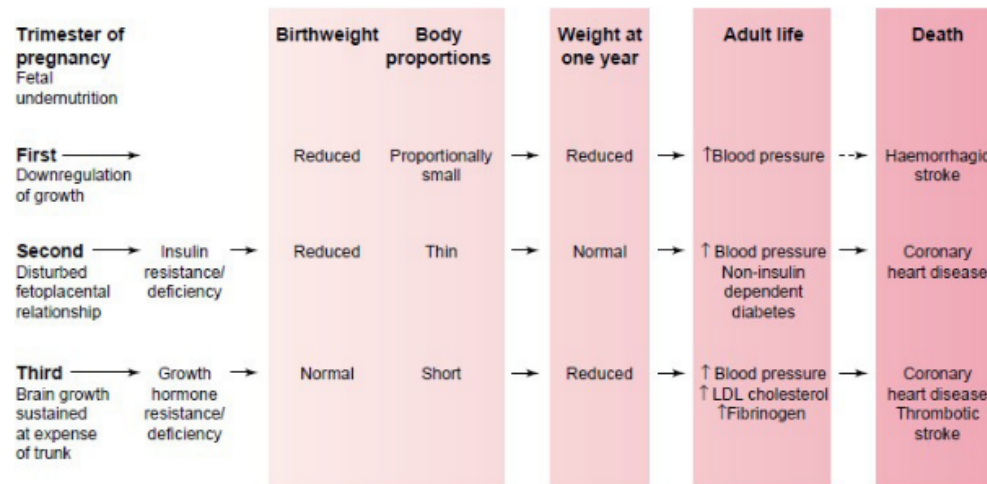 Trimester of pregnancy
Fetal undernutrition
Birthweight
Body proportions
Weight at one year
Adult life
Death
First
Downregulation of growth
Reduced
Proportionally small
Reduced
↑Blood pressure
Haemorrhagic stroke
Second
Disturbed fetoplacental relationship
Insulin resistance/ deficiency
Reduced
Thin
Normal
↑ Blood pressure
Non-insulin dependent diabetes
Coronary heart disease
Third
Brain growth sustained at expense of trunk
Growth hormone resistance/ deficiency
Normal
Short
Reduced
↑ Blood pressure
↑ LDL cholesterol
↑Fibrinogen
Coronary heart disease
Thrombotic stroke